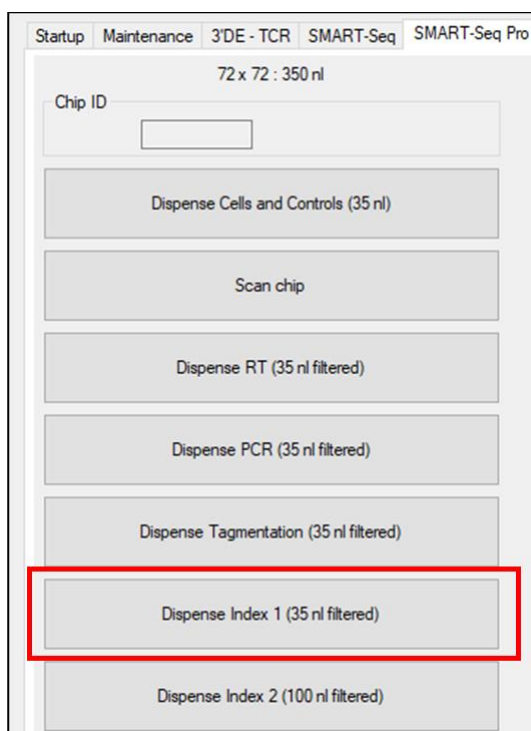 Startup Maintenance 3'DE - TCR SMART-Seq SMART-Seq Pro
72 x 72 : 350 nl
Chip ID
Dispense Cells and Controls (35 nl)
Scan chip
Dispense RT (35 nl filtered)
Dispense PCR (35 nl filtered)
Dispense Tagmentation (35 nl filtered)
Dispense Index 1 (35 nl filtered)
Dispense Index 2 (100 nl filtered)